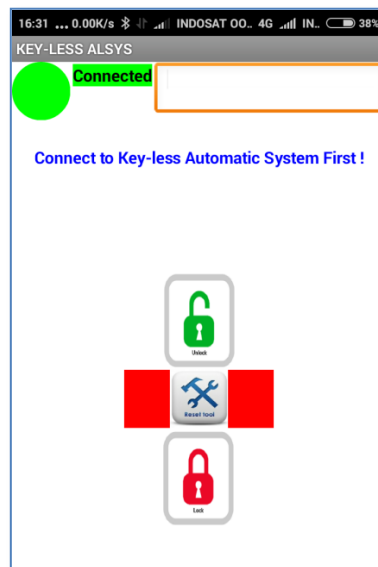 16:31 ... 0.00K/s INDOSAT OO.. 4G IN.. 38%
KEY-LESS ALSYS
Connected
Connect to Key-less Automatic System First !
Unlock
Reset tool
Lock